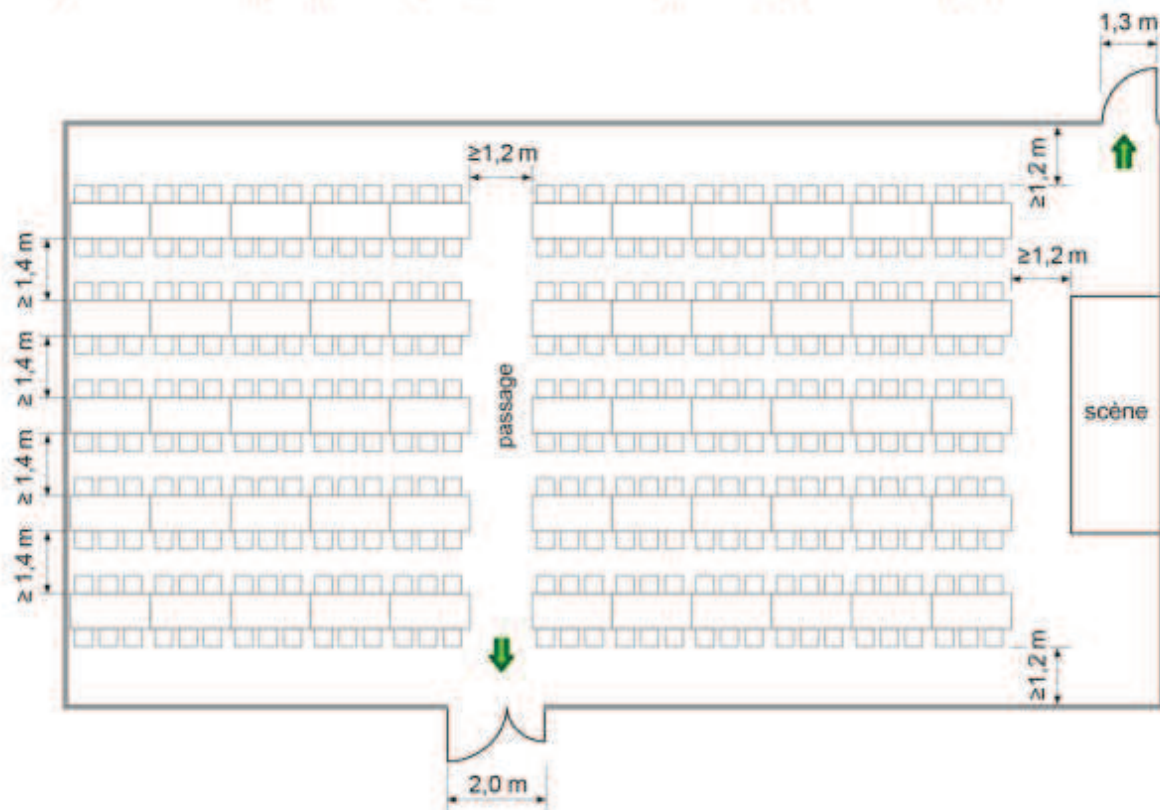 1,3 m
≥1,2 m
≥1,2 m
≥1,2 m
≥ 1,4 m
≥ 1,4 m
≥ 1,4 m
≥ 1,4 m
passage
scène
≥1,2 m
2,0 m